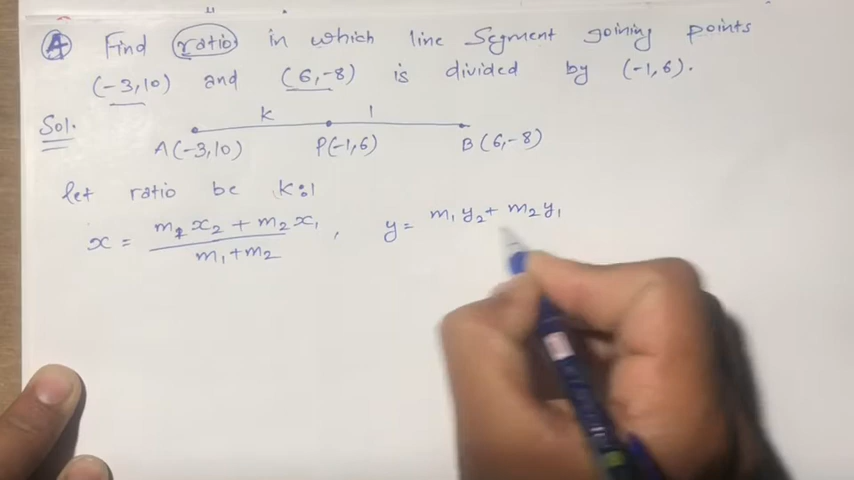 A Find ratio in which line Segment joining points
(-3,10) and (6,-8) is divided by (-1,6).
Sol.
K 1
A(-3,10) P(-1,6) B(6,-8)
let ratio be K:1
x = m1x2 + m2x1 / m1+m2 , y = m1y2 + m2y1